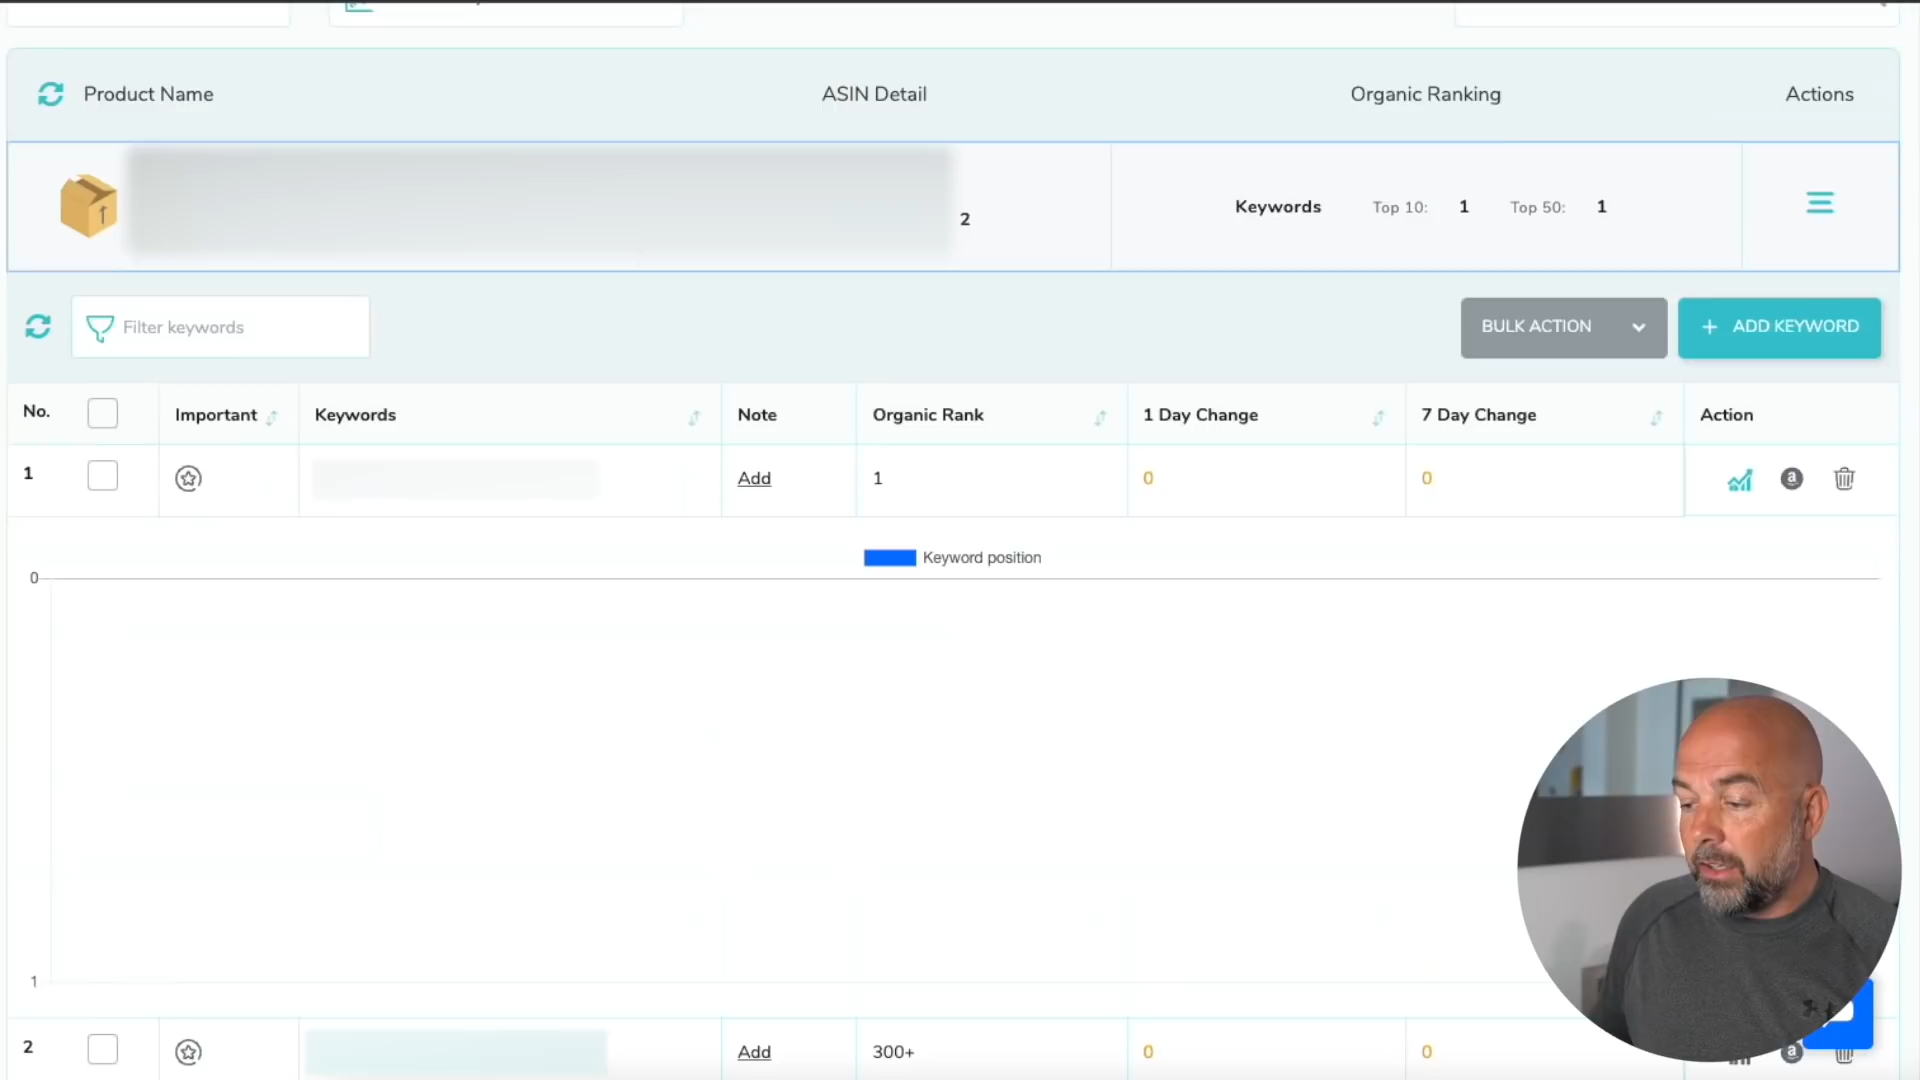 Product Name ASIN Detail Organic Ranking Actions
2 Keywords Top 10: 1 Top 50: 1
Filter keywords BULK ACTION + ADD KEYWORD
No. Important Keywords Note Organic Rank 1 Day Change 7 Day Change Action
1 Add 1 0 0 a
Keyword position
0
1
2 Add 300+ 0 0 a